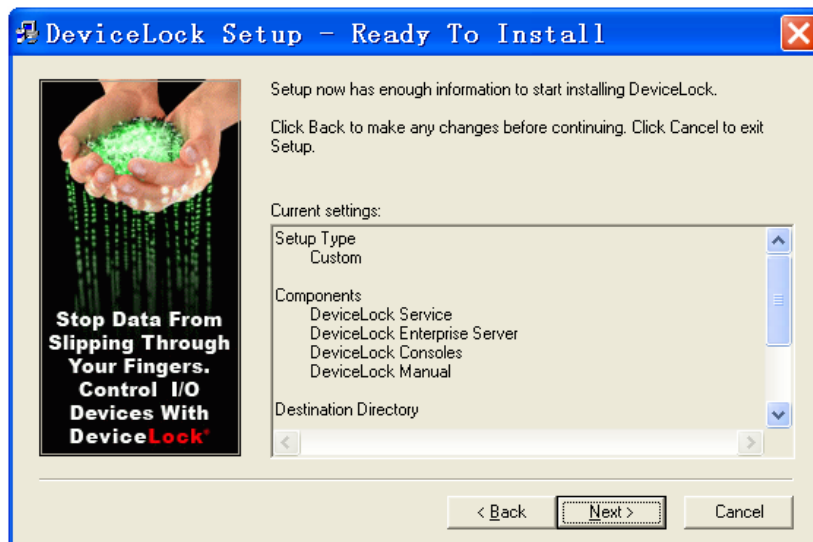 DeviceLock Setup - Ready To Install
Stop Data From
Slipping Through
Your Fingers.
Control I/O
Devices With
DeviceLock®
Setup now has enough information to start installing DeviceLock.
Click Back to make any changes before continuing. Click Cancel to exit
Setup.
Current settings:
Setup Type
Custom
Components
DeviceLock Service
DeviceLock Enterprise Server
DeviceLock Consoles
DeviceLock Manual
Destination Directory
< Back
Next >
Cancel